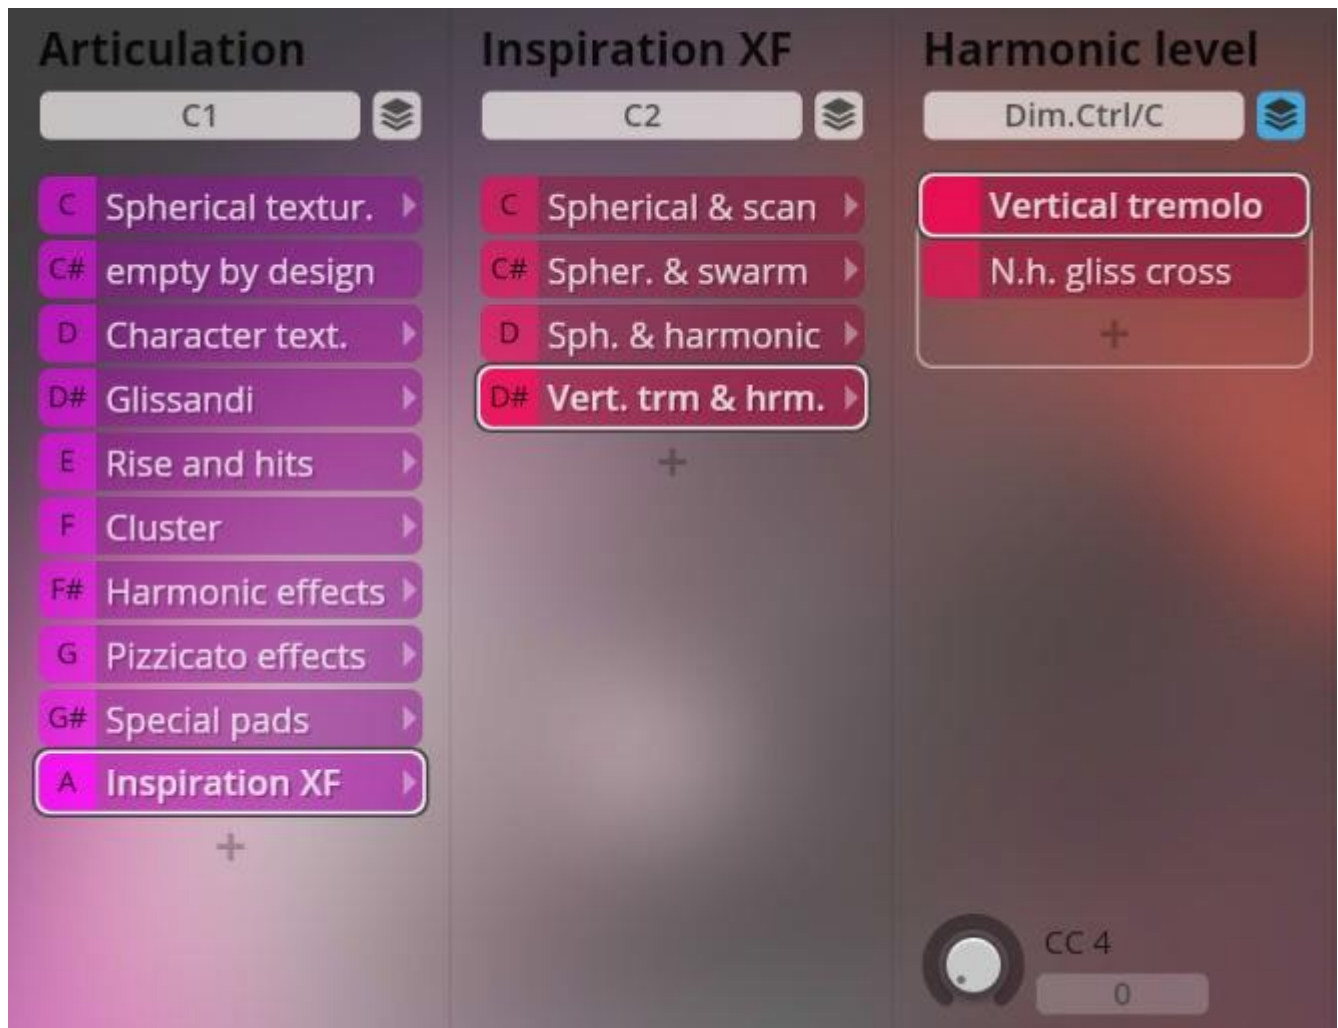 Articulation
C1
C Spherical textur.
C# empty by design
D Character text.
D# Glissandi
E Rise and hits
F Cluster
F# Harmonic effects
G Pizzicato effects
G# Special pads
A Inspiration XF
+
Inspiration XF
C2
C Spherical & scan
C# Spher. & swarm
D Sph. & harmonic
D# Vert. trm & hrm.
+
Harmonic level
Dim.Ctrl/C
Vertical tremolo
N.h. gliss cross
+
CC 4
0